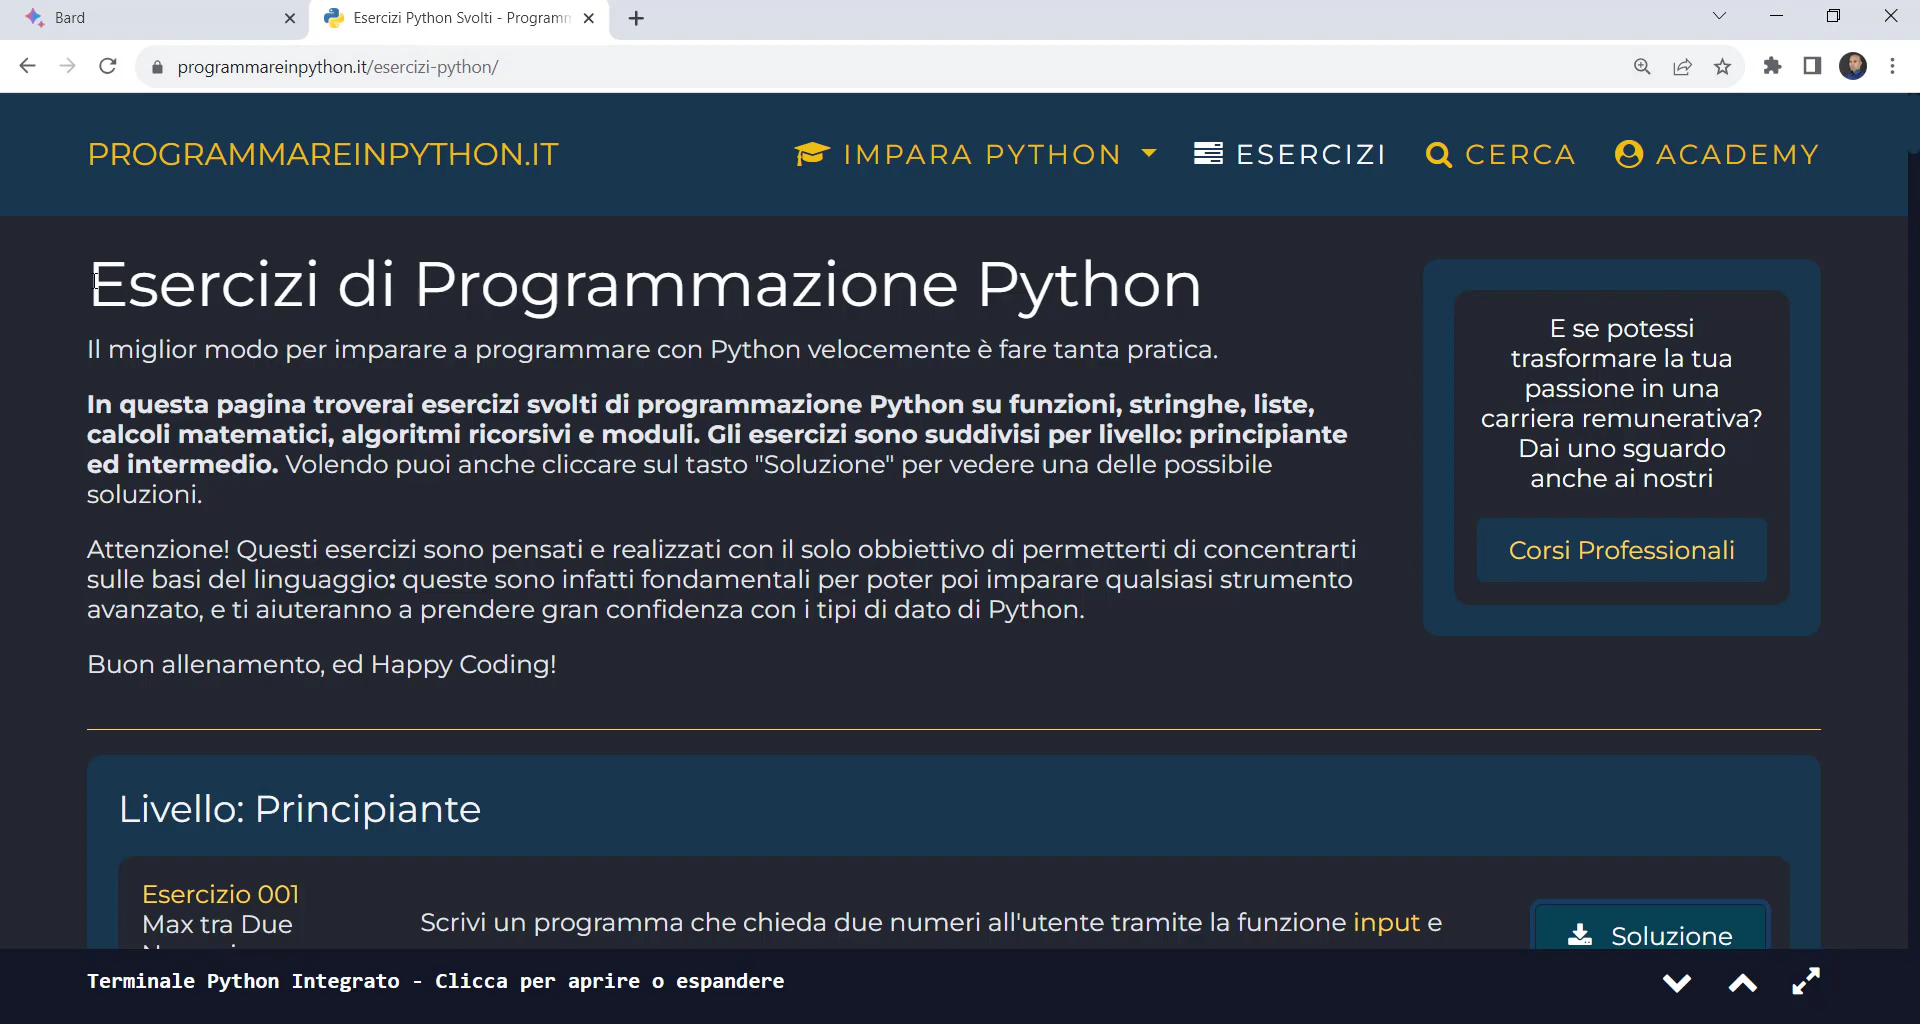 Bard
Esercizi Python Svolti - Programm
programmareinpython.it/esercizi-python/
PROGRAMMAREINPYTHON.IT
IMPARA PYTHON
ESERCIZI
CERCA
ACADEMY
Esercizi di Programmazione Python
Il miglior modo per imparare a programmare con Python velocemente è fare tanta pratica.
In questa pagina troverai esercizi svolti di programmazione Python su funzioni, stringhe, liste,
calcoli matematici, algoritmi ricorsivi e moduli. Gli esercizi sono suddivisi per livello: principiante
ed intermedio. Volendo puoi anche cliccare sul tasto "Soluzione" per vedere una delle possibile
soluzioni.
Attenzione! Questi esercizi sono pensati e realizzati con il solo obbiettivo di permetterti di concentrarti
sulle basi del linguaggio: queste sono infatti fondamentali per poter poi imparare qualsiasi strumento
avanzato, e ti aiuteranno a prendere gran confidenza con i tipi di dato di Python.
Buon allenamento, ed Happy Coding!
E se potessi
trasformare la tua
passione in una
carriera remunerativa?
Dai uno sguardo
anche ai nostri
Corsi Professionali
Livello: Principiante
Esercizio 001
Max tra Due
Scrivi un programma che chieda due numeri all'utente tramite la funzione input e
Soluzione
Terminale Python Integrato - Clicca per aprire o espandere